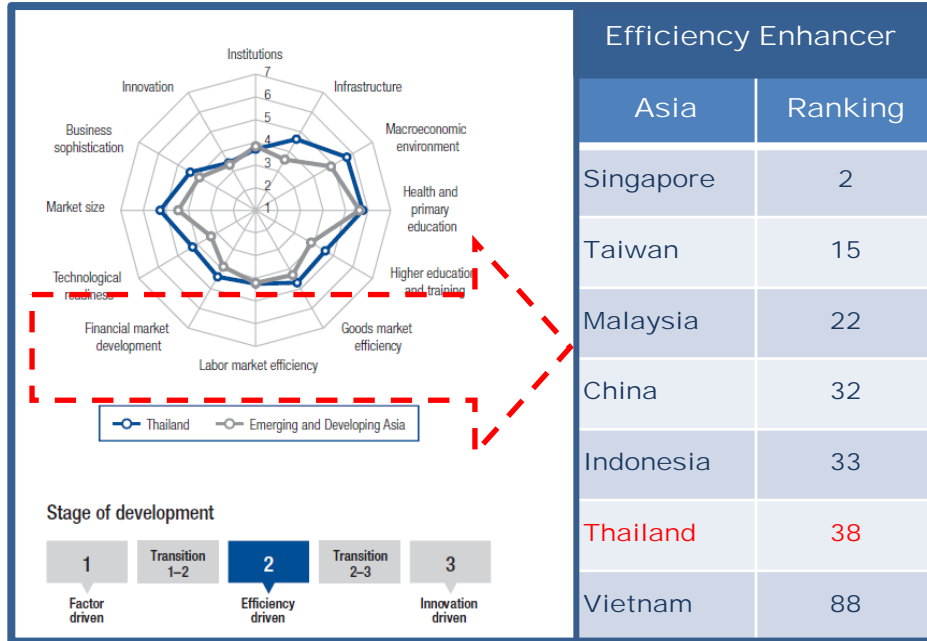 Institutions
7
6
5
4
3
2
1
Innovation
Infrastructure
Business
sophistication
Macroeconomic
environment
Market size
Health and
primary
education
Technological
readiness
Higher education
and training
Financial market
development
Goods market
efficiency
Labor market efficiency
Thailand
Emerging and Developing Asia
Stage of development
1
Transition
1–2
2
Transition
2–3
3
Factor
driven
Efficiency
driven
Innovation
driven
Efficiency Enhancer
Asia Ranking
Singapore 2
Taiwan 15
Malaysia 22
China 32
Indonesia 33
Thailand 38
Vietnam 88